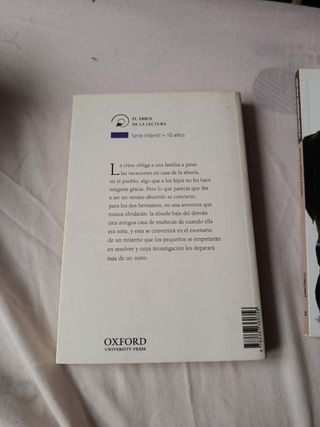 EL ÁRBOL
DE LA LECTURA
Serie infantil + 10 años
La crisis obliga a una familia a pasar
las vacaciones en casa de la abuela,
en el pueblo; algo que a los hijos no les hace
ninguna gracia. Pero lo que parecía que iba
a ser un verano aburrido se convierte,
para los dos hermanos, en una aventura que
nunca olvidarán: la abuela baja del desván
una antigua casa de muñecas de cuando ella
era niña, y esta se convertirá en el escenario
de un misterio que los pequeños se empeñarán
en resolver y cuya investigación les deparará
más de un susto.
OXFORD
UNIVERSITY PRESS